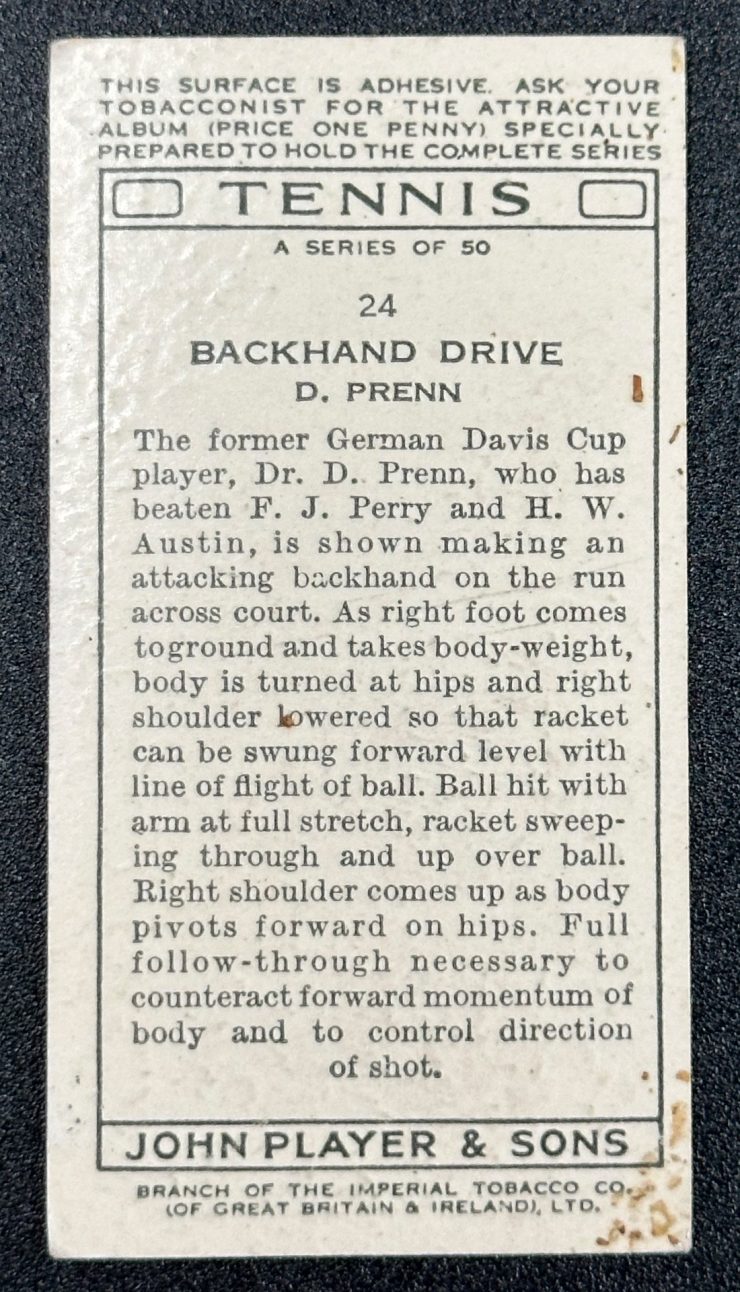 THIS SURFACE IS ADHESIVE. ASK YOUR
TOBACCONIST FOR THE ATTRACTIVE
ALBUM (PRICE ONE PENNY) SPECIALLY
PREPARED TO HOLD THE COMPLETE SERIES
TENNIS
A SERIES OF 50
24
BACKHAND DRIVE
D. PRENN
The former German Davis Cup
player, Dr. D. Prenn, who has
beaten F. J. Perry and H. W.
Austin, is shown making an
attacking backhand on the run
across court. As right foot comes
to ground and takes body-weight,
body is turned at hips and right
shoulder lowered so that racket
can be swung forward level with
line of flight of ball. Ball hit with
arm at full stretch, racket sweep-
ing through and up over ball.
Right shoulder comes up as body
pivots forward on hips. Full
follow-through necessary to
counteract forward momentum of
body and to control direction
of shot.
JOHN PLAYER & SONS
BRANCH OF THE IMPERIAL TOBACCO CO.
(OF GREAT BRITAIN & IRELAND), LTD.